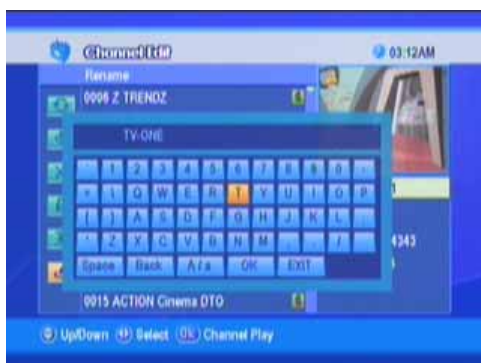 Channel Edit
03:12AM
Rename
0006 Z TRENDZ
TV-ONE
1 2 3 4 5 6 7 8 9 0 -
= \ Q W E R T Y U I O P
[ ] A S D F G H J K L
' Z X C V B N M , . /
Space Back A/a OK EXIT
4343
0015 ACTION Cinema DTO
Up/Down Select OK Channel Play